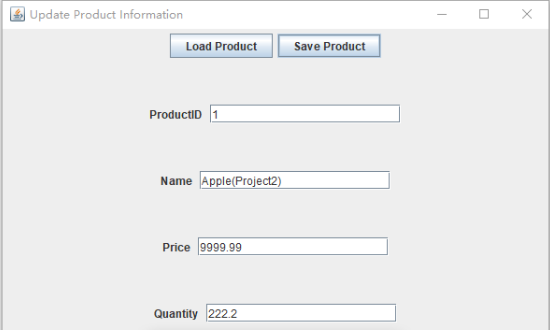 Update Product Information
Load Product Save Product
ProductID 1
Name Apple(Project2)
Price 9999.99
Quantity 222.2